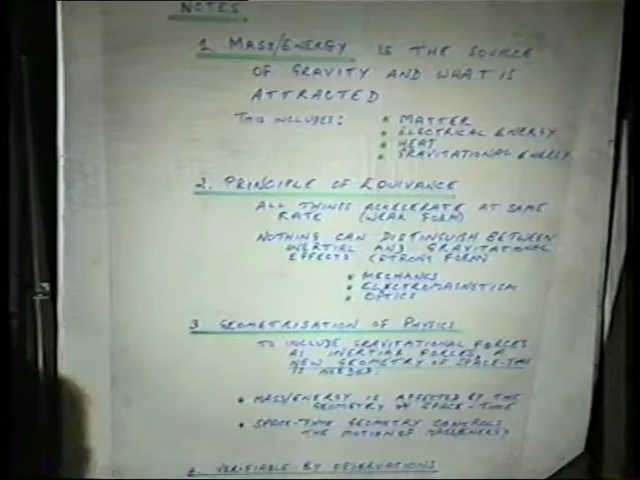 NOTES
1. MASS/ENERGY IS THE SOURCE
OF GRAVITY AND WHAT IS
ATTRACTED
THIS INCLUDES: • MATTER
• ELECTRICAL ENERGY
• HEAT
• GRAVITATIONAL ENERGY
2. PRINCIPLE OF EQUIVANCE
ALL THINGS ACCELERATE AT SAME
RATE (WEAK FORM)
NOTHING CAN DISTINGUISH BETWEEN
INERTIAL AND GRAVITATIONAL
EFFECTS (STRONG FORM)
• MECHANICS
• ELECTROMAGNETISM
• OPTICS
3. GEOMETRISATION OF PHYSICS
TO INCLUDE GRAVITATIONAL FORCES
AS INERTIAL FORCES, A
NEW GEOMETRY OF SPACE-TIME
IS NEEDED.
• MASS/ENERGY IS AFFECTED BY THE
GEOMETRY OF SPACE-TIME
• SPACE-TIME GEOMETRY CONTROLS
THE MOTION OF MASS/ENERGY
VERIFIABLE BY OBSERVATIONS